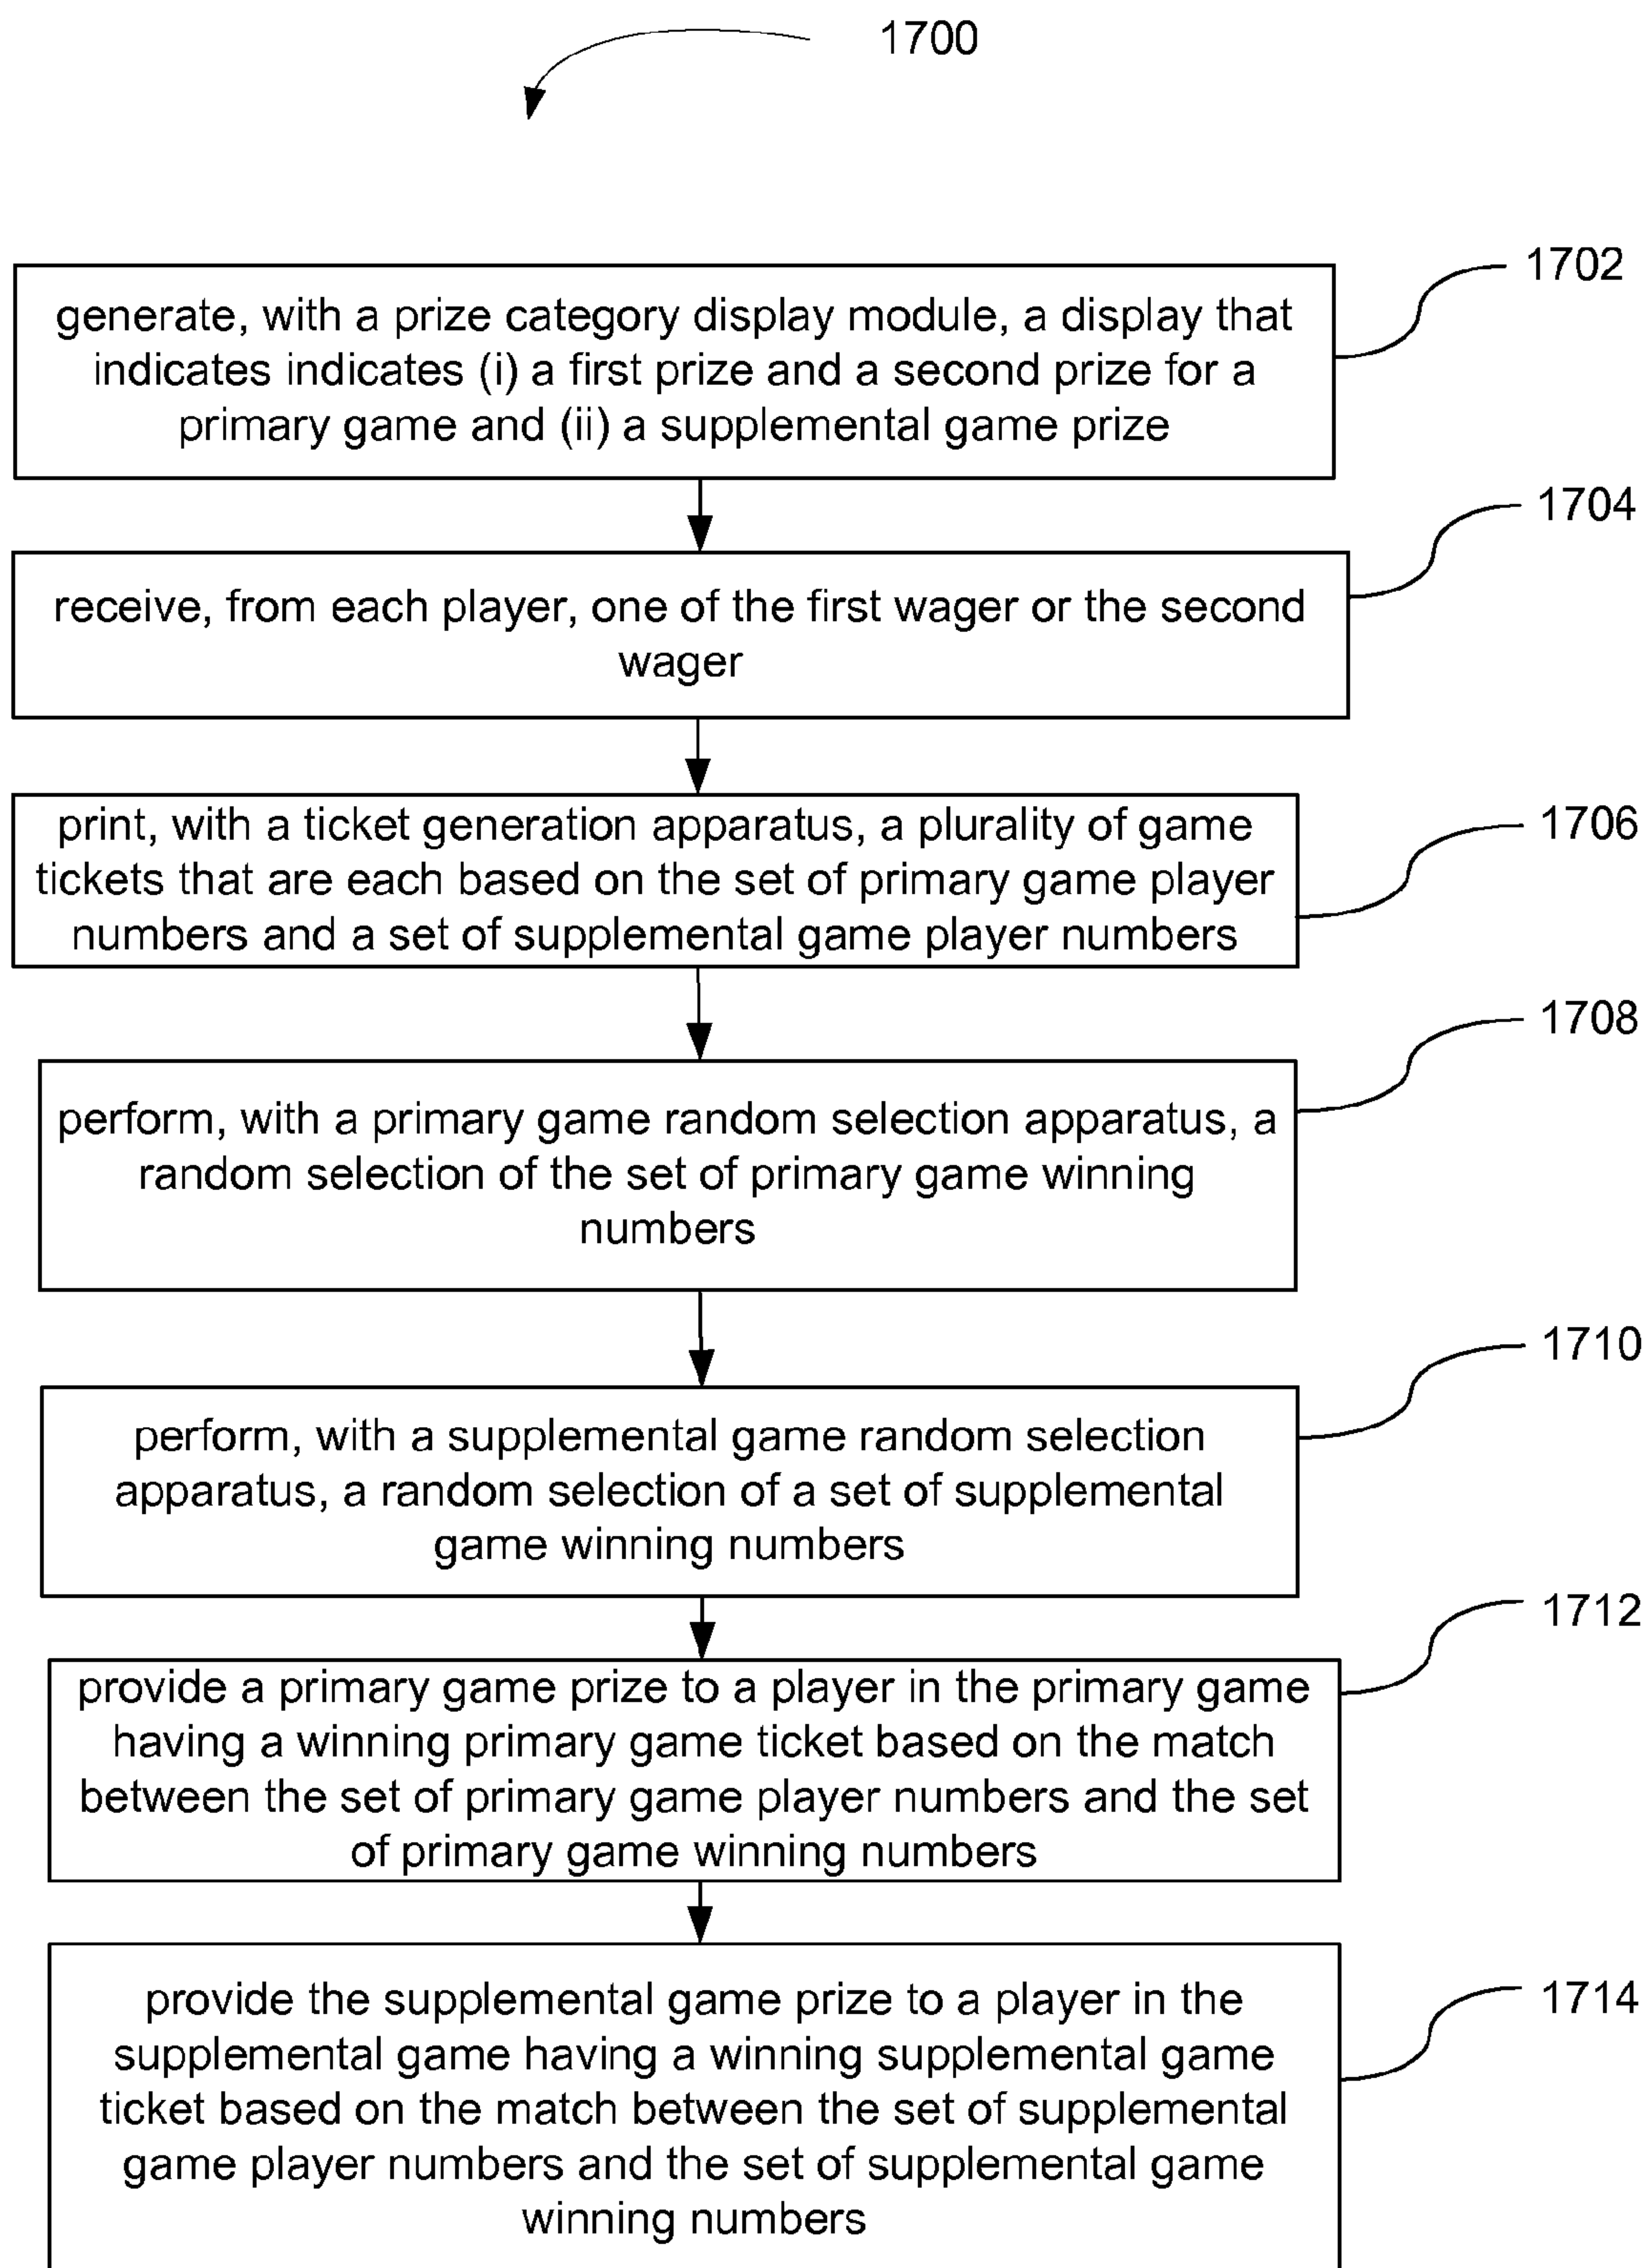 1700
1702
generate, with a prize category display module, a display that
indicates indicates (i) a first prize and a second prize for a
primary game and (ii) a supplemental game prize
1704
receive, from each player, one of the first wager or the second
wager
1706
print, with a ticket generation apparatus, a plurality of game
tickets that are each based on the set of primary game player
numbers and a set of supplemental game player numbers
1708
perform, with a primary game random selection apparatus, a
random selection of the set of primary game winning
numbers
1710
perform, with a supplemental game random selection
apparatus, a random selection of a set of supplemental
game winning numbers
1712
provide a primary game prize to a player in the primary game
having a winning primary game ticket based on the match
between the set of primary game player numbers and the set
of primary game winning numbers
1714
provide the supplemental game prize to a player in the
supplemental game having a winning supplemental game
ticket based on the match between the set of supplemental
game player numbers and the set of supplemental game
winning numbers